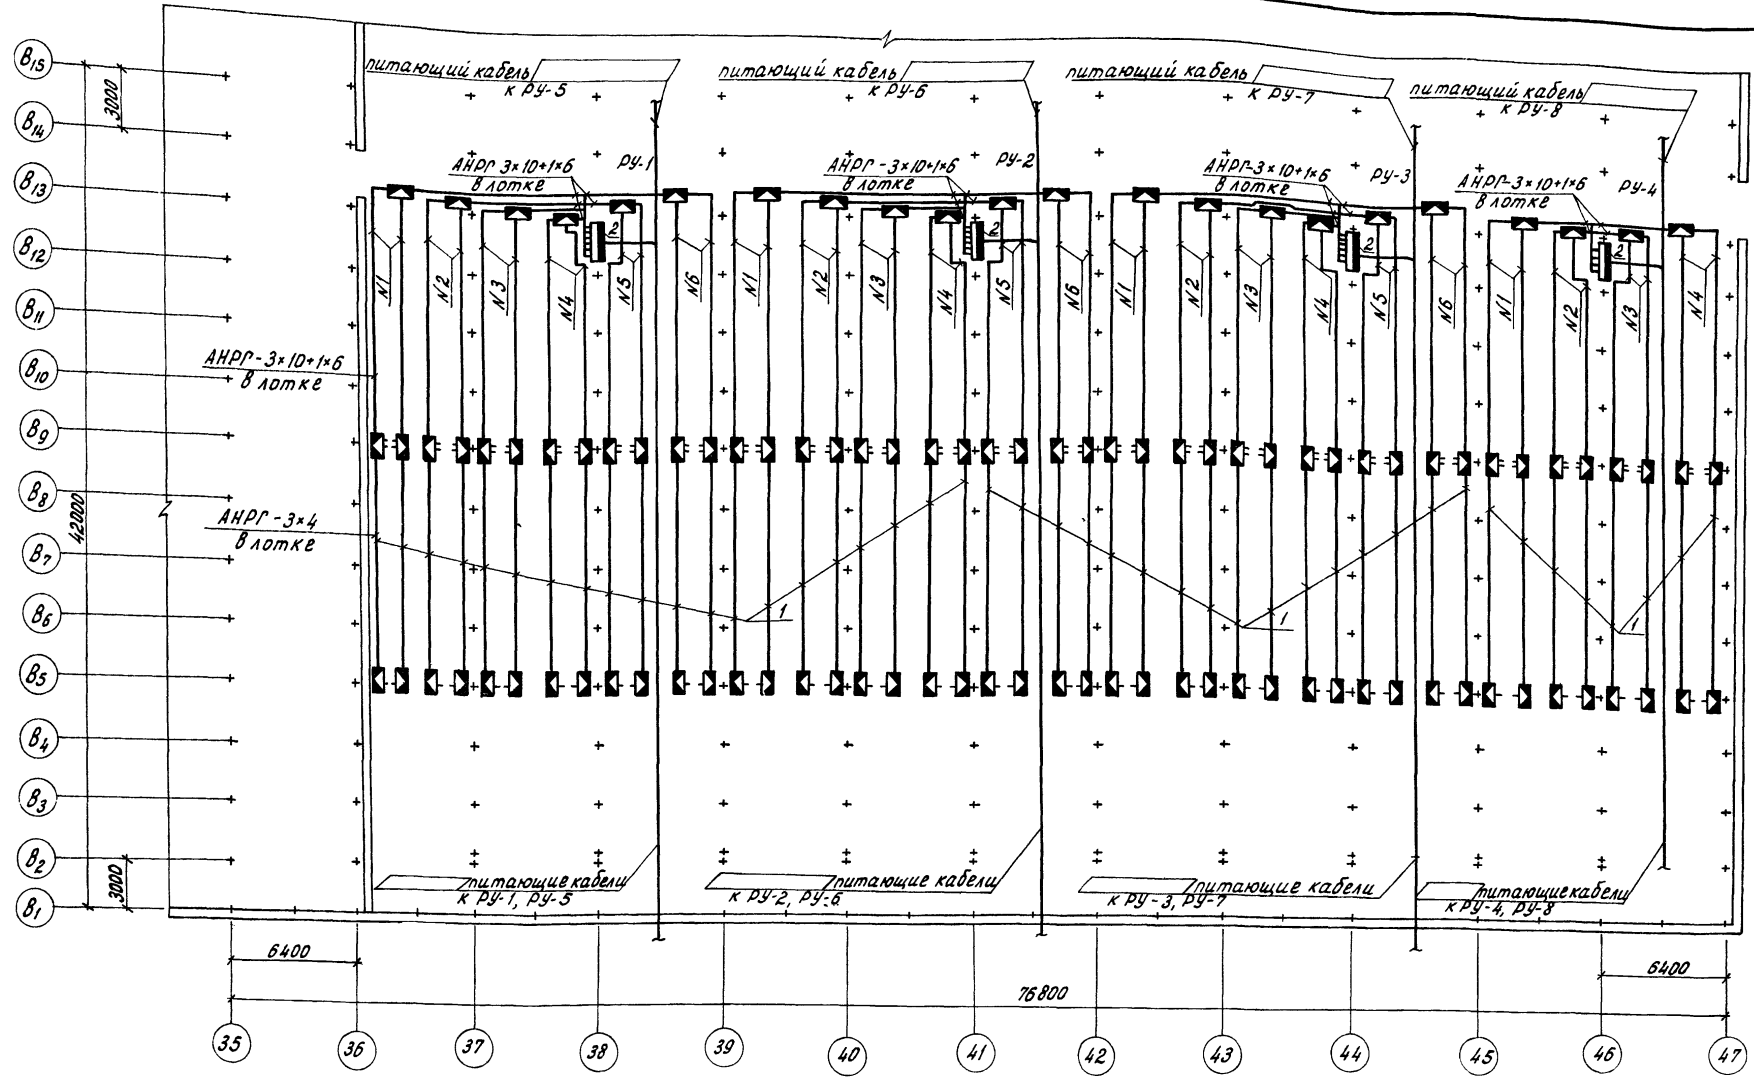 питающий кабель
к РУ-5
питающий кабель
к РУ-6
питающий кабель
к РУ-7
питающий кабель
к РУ-8
В15
В14
В13
В12
В11
В10
В9
В8
В7
В6
В5
В4
В3
В2
В1
3000
42000
3000
АНРГ 3×10+1×6
в лотке
РУ-1
АНРГ-3×10+1×6
в лотке
РУ-2
АНРГ-3×10+1×6
в лотке
РУ-3
АНРГ-3×10+1×6
в лотке
РУ-4
2
2
2
2
N1
N2
N3
N4
N5
N6
N1
N2
N3
N4
N5
N6
N1
N2
N3
N4
N5
N6
N1
N2
N3
N4
АНРГ-3×10+1×6
в лотке
АНРГ-3×4
в лотке
1
1
1
питающие кабели
к РУ-1, РУ-5
питающие кабели
к РУ-2, РУ-6
питающие кабели
к РУ-3, РУ-7
питающие кабели
к РУ-4, РУ-8
6400
6400
76800
35
36
37
38
39
40
41
42
43
44
45
46
47